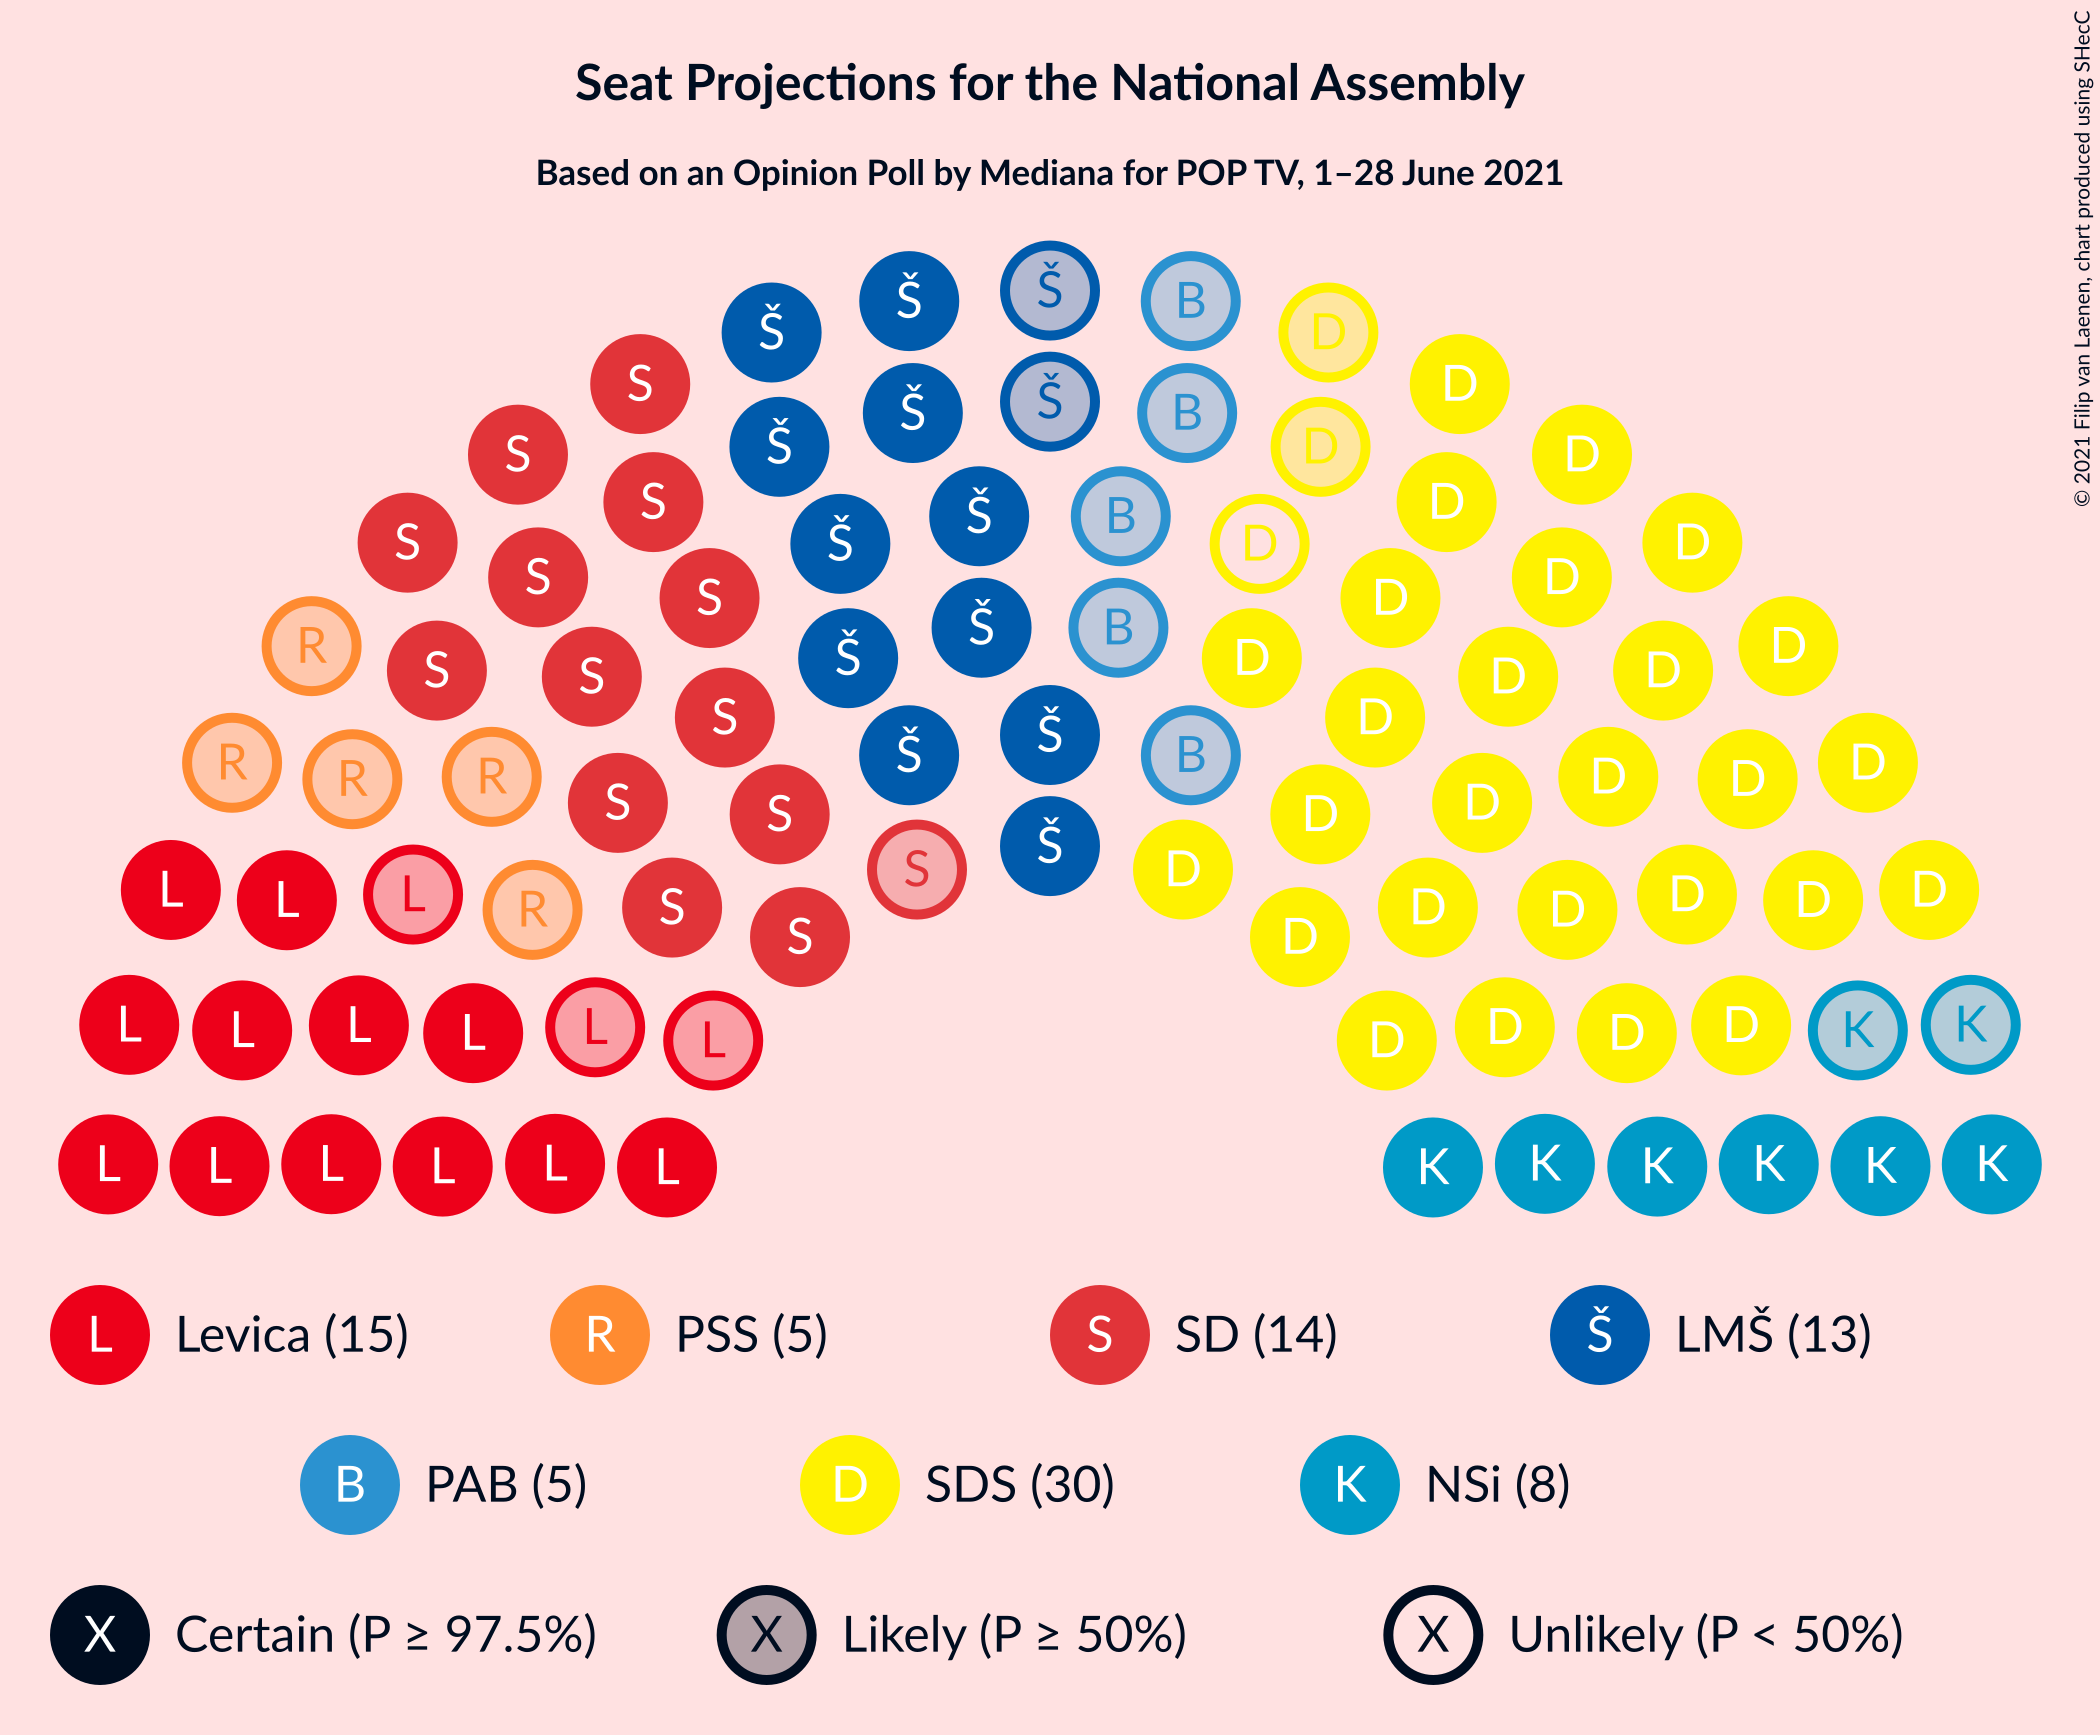 Seat Projections for the National Assembly
Based on an Opinion Poll by Mediana for POP TV, 1–28 June 2021
© 2021 Filip van Laenen, chart produced using SHecC
Š Š Š B D
S Š Š Š B D D
S S Š Š B D D D
S S S Š Š B D D D D
R S S S Š Š B D D D D D
R R R S S Š D D D D D
L L L R S S S Š D D D D D D D
L L L L L L D D D D K K
L L L L L L K K K K K K
L Levica (15) R PSS (5) S SD (14) Š LMŠ (13)
B PAB (5) D SDS (30) K NSi (8)
X Certain (P ≥ 97.5%) X Likely (P ≥ 50%) X Unlikely (P < 50%)